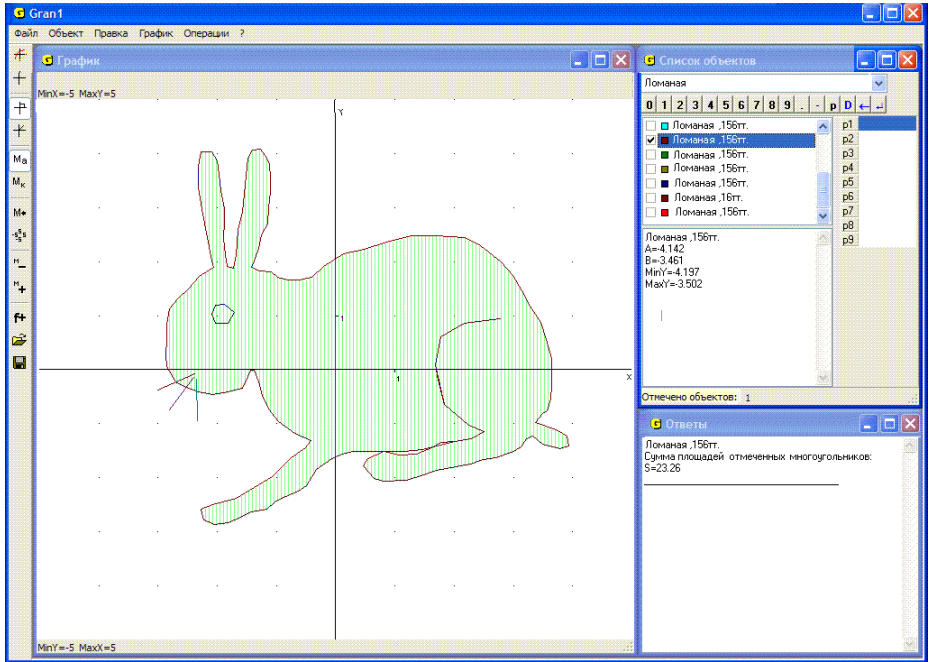 Gran1
Файл Объект Правка График Операции ?
График
MinX=-5 MaxY=5
Y
1
1
X
MinY=-5 MaxX=5
Ma
Mк
M+
M
M
f+
Список объектов
Ломаная
0 1 2 3 4 5 6 7 8 9 . - p D ← ↲
Ломаная ,156тт.
Ломаная ,156тт.
Ломаная ,156тт.
Ломаная ,156тт.
Ломаная ,156тт.
Ломаная ,16тт.
Ломаная ,156тт.
p1
p2
p3
p4
p5
p6
p7
p8
p9
Ломаная ,156тт.
A=-4.142
B=-3.461
MinY=-4.197
MaxY=-3.502
Отмечено объектов: 1
Ответы
Ломаная ,156тт.
Сумма площадей отмеченных многоугольников:
S=23.26